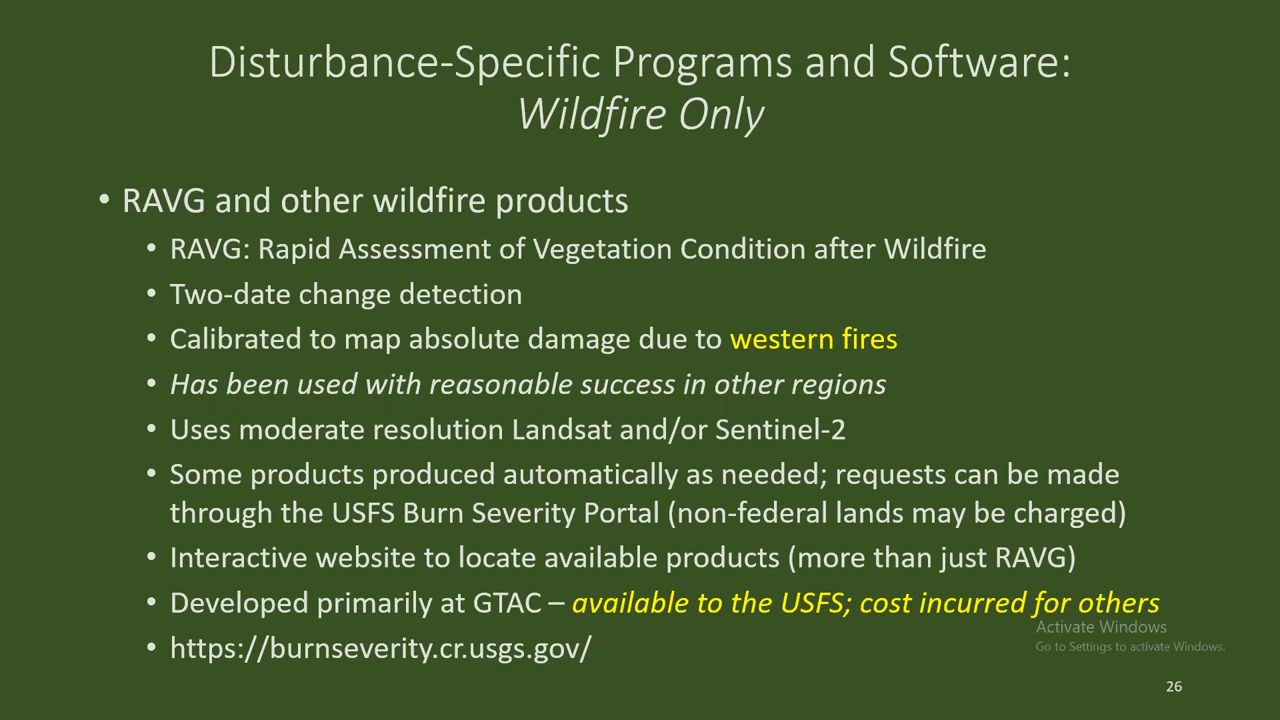 Disturbance-Specific Programs and Software:
Wildfire Only
• RAVG and other wildfire products
• RAVG: Rapid Assessment of Vegetation Condition after Wildfire
• Two-date change detection
• Calibrated to map absolute damage due to western fires
• Has been used with reasonable success in other regions
• Uses moderate resolution Landsat and/or Sentinel-2
• Some products produced automatically as needed; requests can be made
through the USFS Burn Severity Portal (non-federal lands may be charged)
• Interactive website to locate available products (more than just RAVG)
• Developed primarily at GTAC – available to the USFS; cost incurred for others
• https://burnseverity.cr.usgs.gov/
Activate Windows
Go to Settings to activate Windows.
26